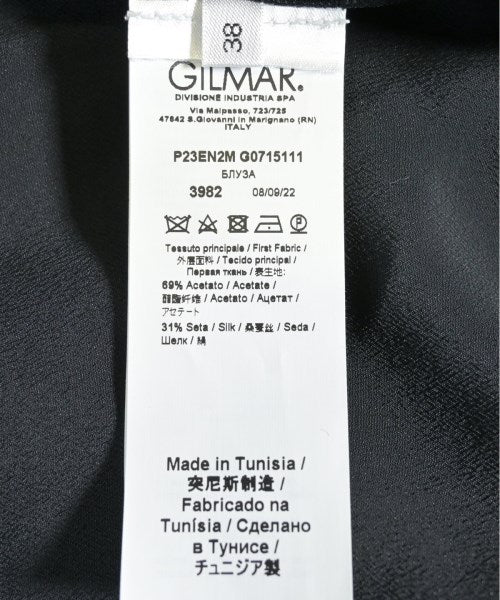 38
GILMAR®
DIVISIONE INDUSTRIA SPA
Via Malpasso, 723/725
47842 S.Giovanni in Marignano (RN)
ITALY
P23EN2M G0715111
БЛУЗА
3982 08/09/22
P
Tessuto principale / First Fabric /
外層面料 / Tecido principal /
Первая ткань / 表生地:
69% Acetato / Acetate /
醋酯纤维 / Acetato / Ацетат /
アセテート
31% Seta / Silk / 桑蚕丝 / Seda /
Шелк / 絹
Made in Tunisia /
突尼斯制造 /
Fabricado na
Tunísia / Сделано
в Тунисе /
チュニジア製